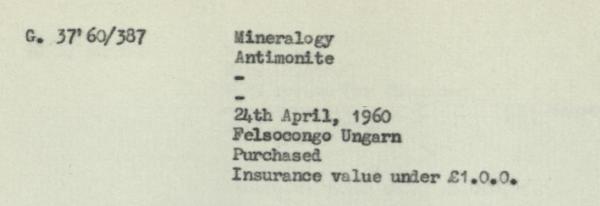 G. 37'60/387 Mineralogy
Antimonite
-
-
24th April, 1960
Felsocongo Ungarn
Purchased
Insurance value under £1.0.0.